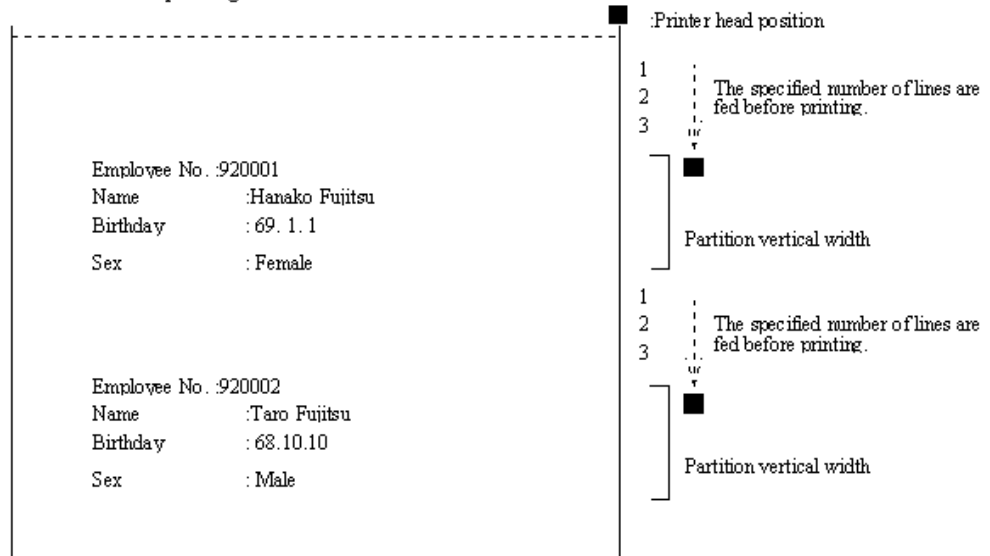 :Printer head position
1
2
3
The specified number of lines are
fed before printing.
Employee No. :920001
Name :Hanako Fujitsu
Birthday : 69. 1. 1
Sex : Female
Partition vertical width
1
2
3
The specified number of lines are
fed before printing.
Employee No. :920002
Name :Taro Fujitsu
Birthday : 68.10.10
Sex : Male
Partition vertical width